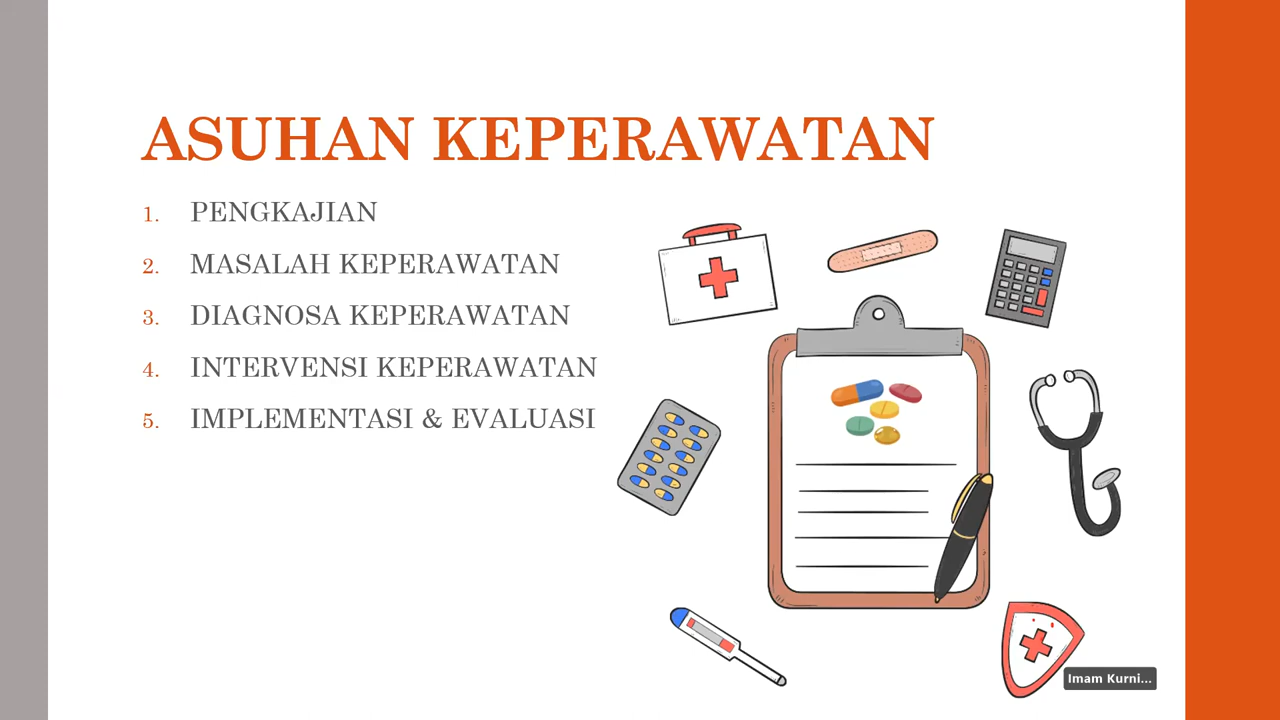 ASUHAN KEPERAWATAN
1. PENGKAJIAN
2. MASALAH KEPERAWATAN
3. DIAGNOSA KEPERAWATAN
4. INTERVENSI KEPERAWATAN
5. IMPLEMENTASI & EVALUASI
Imam Kurni...